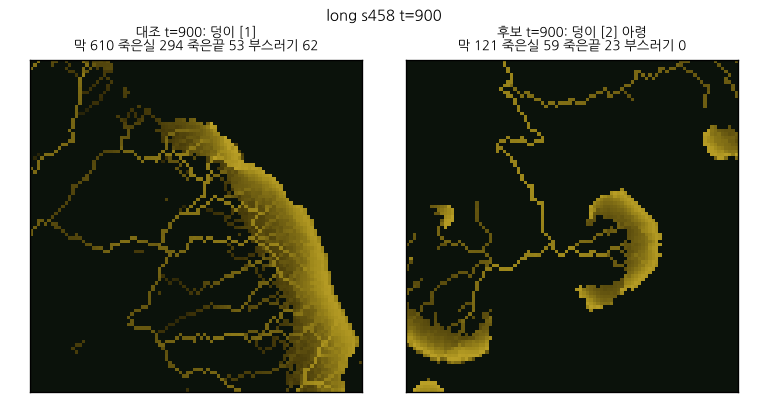 long s458 t=900
대조 t=900: 덩이 [1]
막 610 죽은실 294 죽은끝 53 부스러기 62
후보 t=900: 덩이 [2] 아령
막 121 죽은실 59 죽은끝 23 부스러기 0